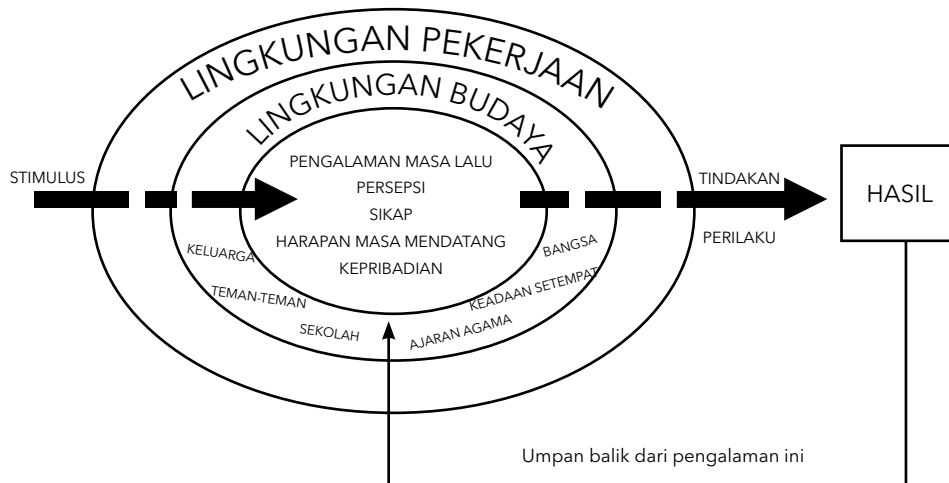 LINGKUNGAN PEKERJAAN
LINGKUNGAN BUDAYA
STIMULUS
PENGALAMAN MASA LALU
PERSEPSI
SIKAP
HARAPAN MASA MENDATANG
KEPRIBADIAN
TINDAKAN
PERILAKU
HASIL
KELUARGA
TEMAN-TEMAN
SEKOLAH
AJARAN AGAMA
KEADAAN SETEMPAT
BANGSA
Umpan balik dari pengalaman ini